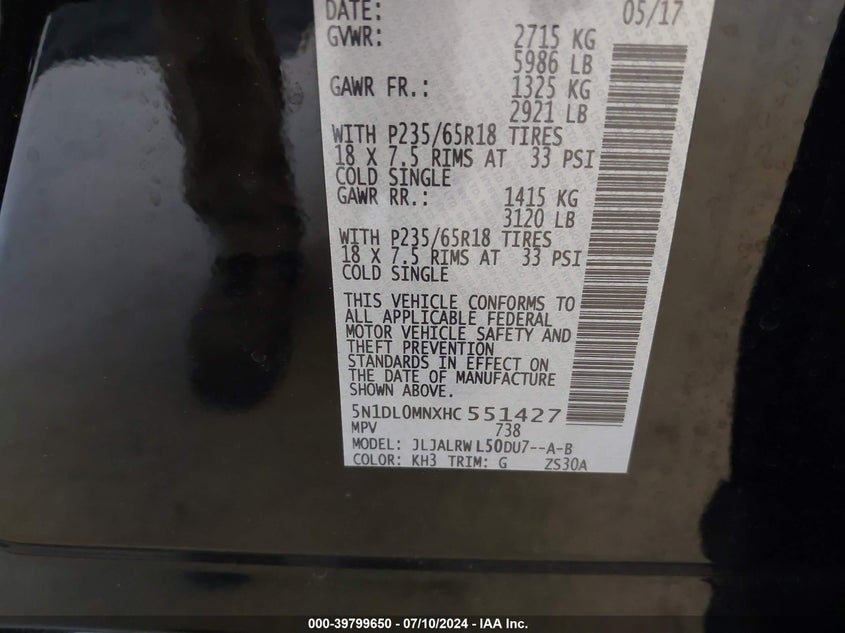 DATE: 05/17
GVWR: 2715 KG
5986 LB
GAWR FR.: 1325 KG
2921 LB
WITH P235/65R18 TIRES
18 X 7.5 RIMS AT 33 PSI
COLD SINGLE
GAWR RR.: 1415 KG
3120 LB
WITH P235/65R18 TIRES
18 X 7.5 RIMS AT 33 PSI
COLD SINGLE
THIS VEHICLE CONFORMS TO
ALL APPLICABLE FEDERAL
MOTOR VEHICLE SAFETY AND
THEFT PREVENTION
STANDARDS IN EFFECT ON
THE DATE OF MANUFACTURE
SHOWN ABOVE.
5N1DL0MNXHC 551427
MPV 738
MODEL: JLJALRW L50DU7--A-B
COLOR: KH3 TRIM: G ZS30A
000-39799650 - 07/10/2024 - IAA Inc.